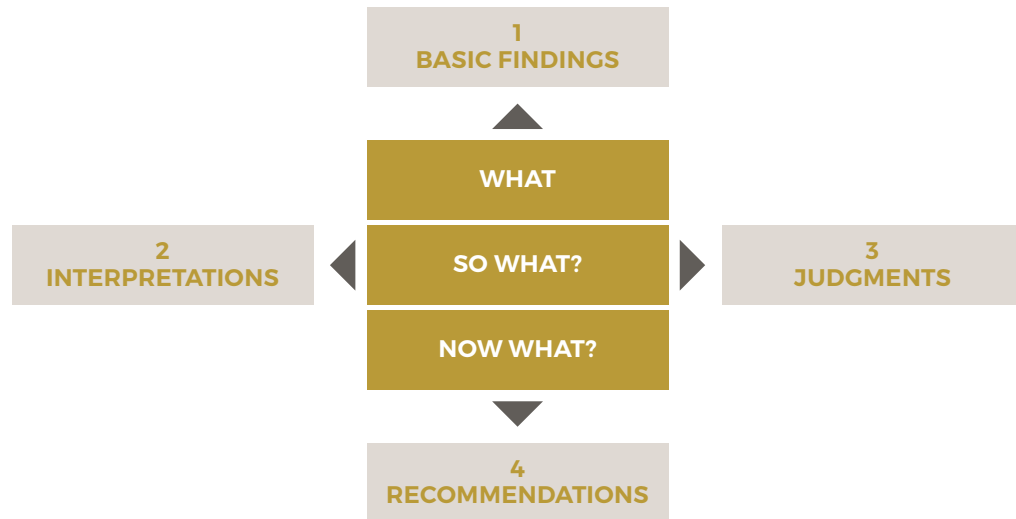 1
BASIC FINDINGS
WHAT
2
INTERPRETATIONS
SO WHAT?
3
JUDGMENTS
NOW WHAT?
4
RECOMMENDATIONS